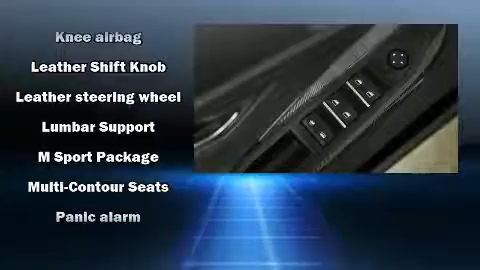 Knee airbag
Leather Shift Knob
Leather steering wheel
Lumbar Support
M Sport Package
Multi-Contour Seats
Panic alarm